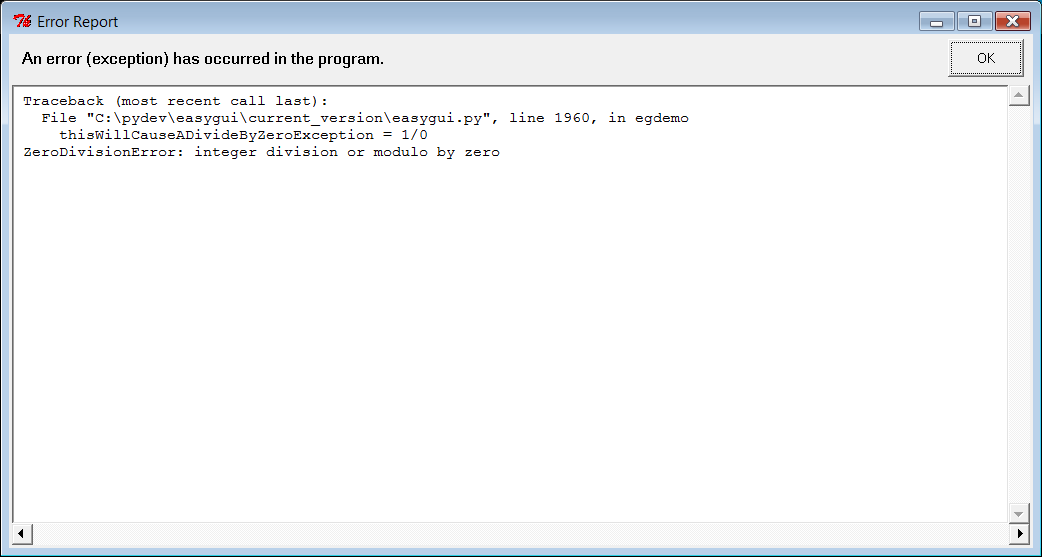 Error Report
An error (exception) has occurred in the program.
OK
Traceback (most recent call last):
  File "C:\pydev\easygui\current_version\easygui.py", line 1960, in egdemo
    thisWillCauseADivideByZeroException = 1/0
ZeroDivisionError: integer division or modulo by zero